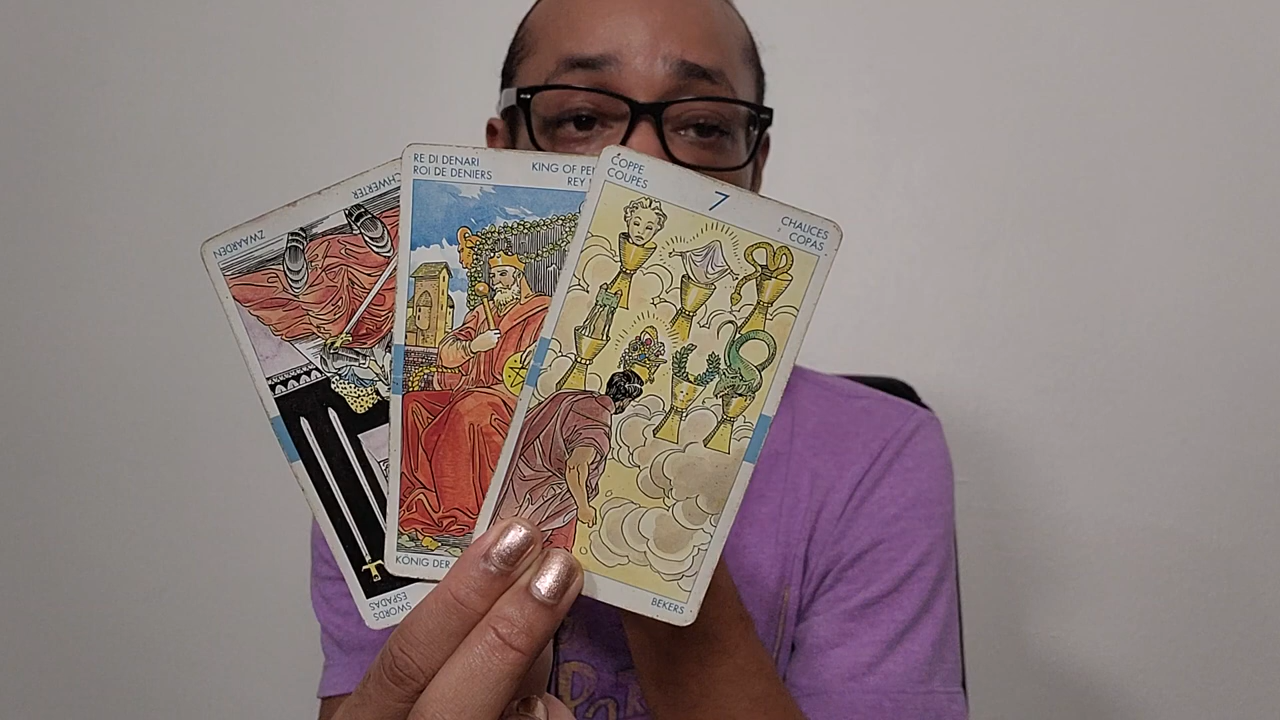 SCHWERTER
ZWAARDEN
SWORDS
ESPADAS
RE DI DENARI
ROI DE DENIERS
KING OF PE
REY
KÖNIG DER
COPPE
COUPES
7
CHALICES
COPAS
BEKERS